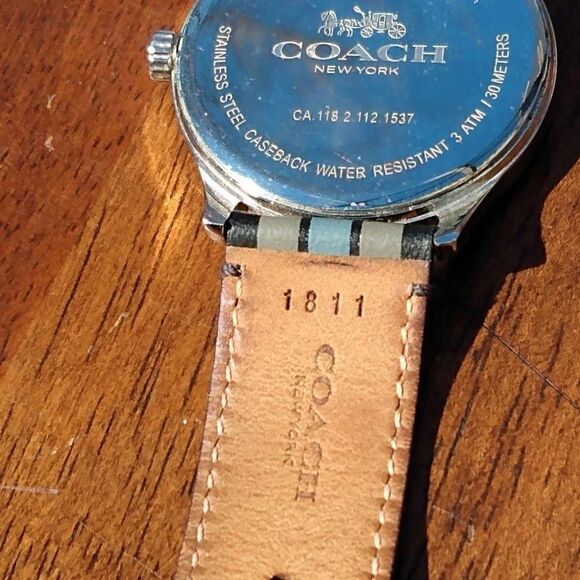 COACH
NEW YORK
CA.118 2 112 1537
STAINLESS STEEL CASEBACK WATER RESISTANT 3 ATM / 30 METERS
1811
COACH
NEW YORK